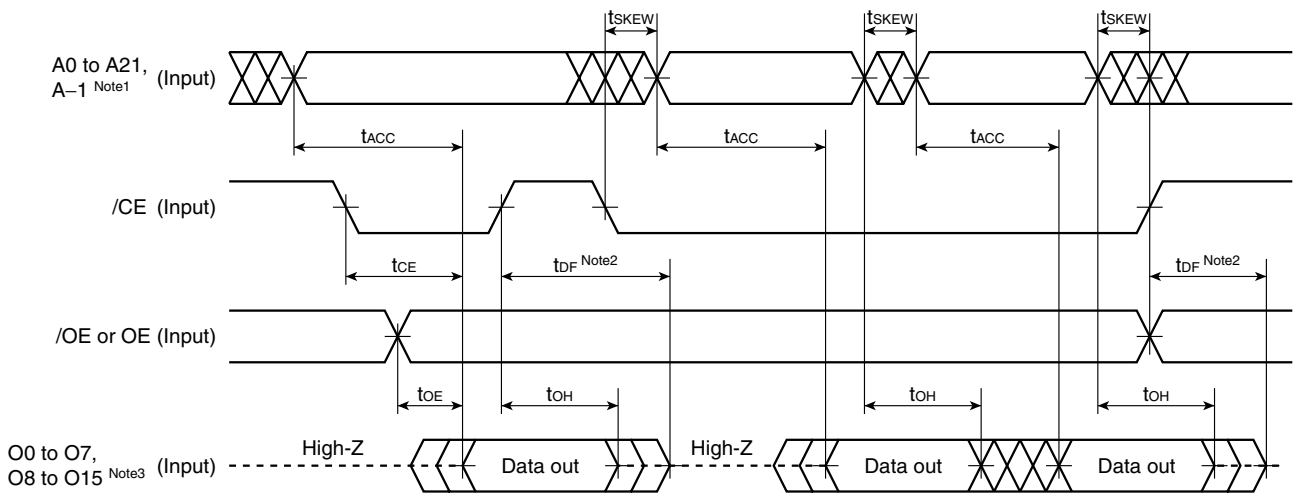 tSKEW tSKEW tSKEW
A0 to A21,
A–1 Note1 (Input)
tACC tACC tACC
/CE (Input)
tCE tDF Note2 tDF Note2
/OE or OE (Input)
tOE tOH tOH tOH
O0 to O7,
O8 to O15 Note3 (Input)
High-Z Data out High-Z Data out Data out